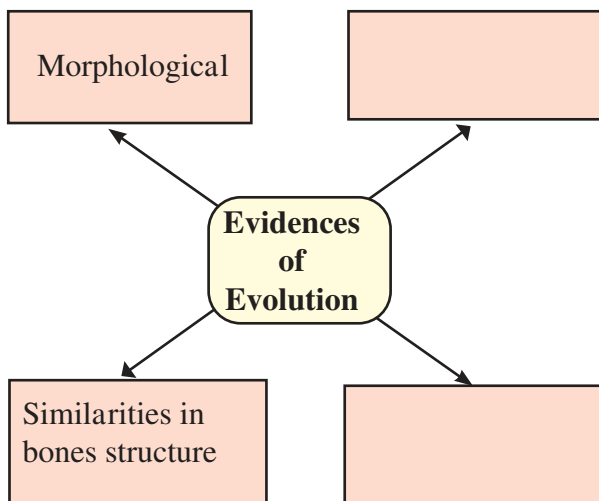 Morphological
Evidences
of
Evolution
Similarities in
bones structure